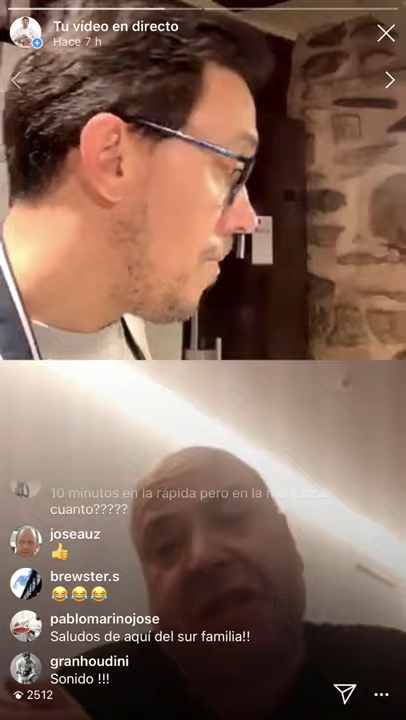 Tu vídeo en directo
Hace 7 h
10 minutos en la rápida pero en la
cuanto?????
joseauz
👍
brewster.s
😂😂😂
pablomarinojose
Saludos de aquí del sur familia!!
granhoudini
Sonido !!!
2512